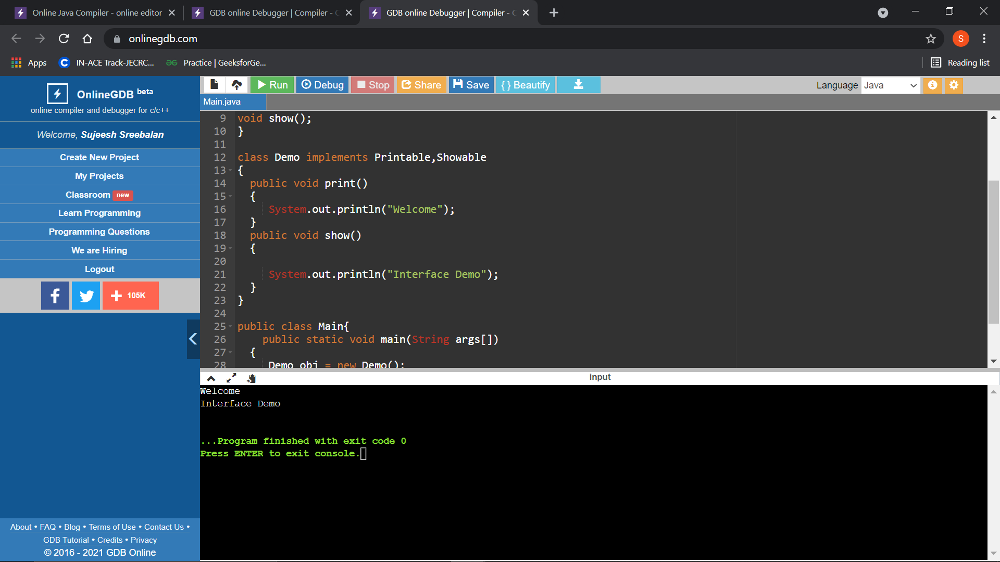 Online Java Compiler - online editor
GDB online Debugger | Compiler -
GDB online Debugger | Compiler -
onlinegdb.com
S
Apps
IN-ACE Track-JECRC...
Practice | GeeksforGe...
Reading list
OnlineGDB beta
online compiler and debugger for c/c++
Welcome, Sujeesh Sreebalan
Create New Project
My Projects
Classroom new
Learn Programming
Programming Questions
We are Hiring
Logout
105K
About • FAQ • Blog • Terms of Use • Contact Us •
GDB Tutorial • Credits • Privacy
© 2016 - 2021 GDB Online
Run
Debug
Stop
Share
Save
{ } Beautify
Language Java
Main.java
9 void show();
10 }
11
12 class Demo implements Printable,Showable
13 {
14 public void print()
15 {
16 System.out.println("Welcome");
17 }
18 public void show()
19 {
20
21 System.out.println("Interface Demo");
22 }
23 }
24
25 public class Main{
26 public static void main(String args[])
27 {
28 Demo obj = new Demo();
input
Welcome
Interface Demo
...Program finished with exit code 0
Press ENTER to exit console.